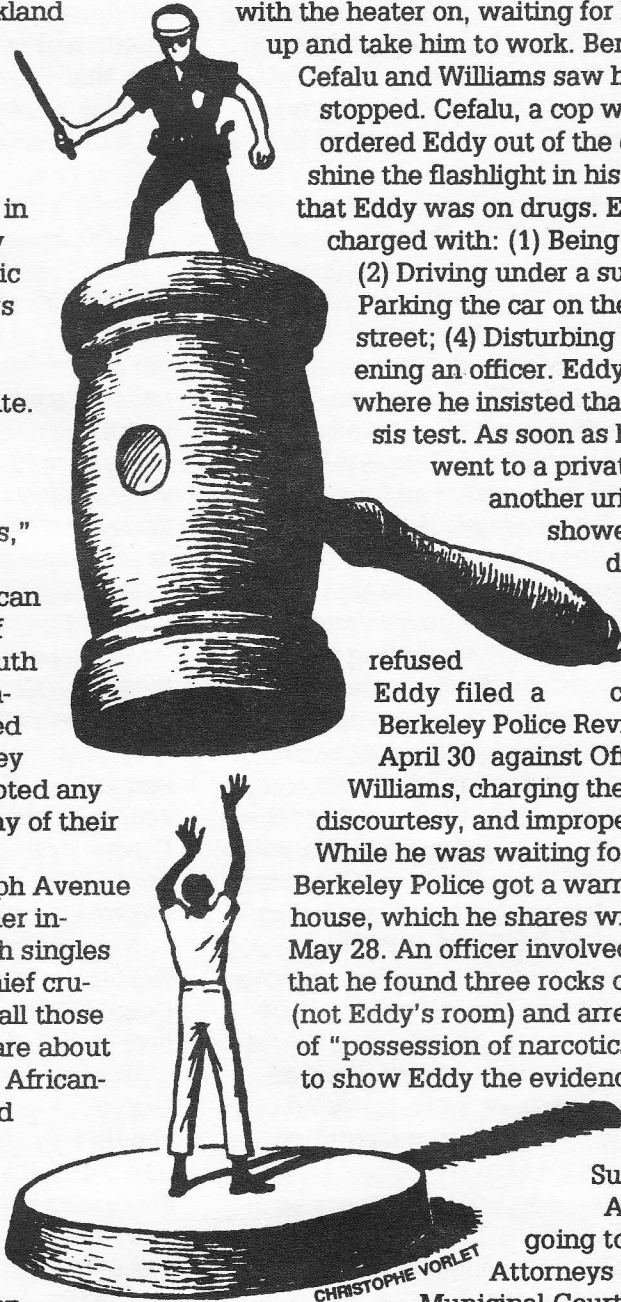 kland
in
ic
s
te.
s,"
can
f
uth
-
ed
ey
oted any
ny of their
ph Avenue
er in-
h singles
hief cru-
all those
are about
African-
d
with the heater on, waiting for
up and take him to work. Ber
Cefalu and Williams saw h
stopped. Cefalu, a cop w
ordered Eddy out of the
shine the flashlight in his
that Eddy was on drugs. E
charged with: (1) Being
(2) Driving under a su
Parking the car on the
street; (4) Disturbing
ening an officer. Eddy
where he insisted tha
sis test. As soon as
went to a privat
another uri
showe
d
refused
Eddy filed a c
Berkeley Police Revi
April 30 against Off
Williams, charging the
discourtesy, and imprope
While he was waiting fo
Berkeley Police got a warr
house, which he shares wi
May 28. An officer involved
that he found three rocks o
(not Eddy's room) and arre
of "possession of narcotic
to show Eddy the evidenc
Su
A
going to
Attorneys
Municipal Court
CHRISTOPHE VORLET